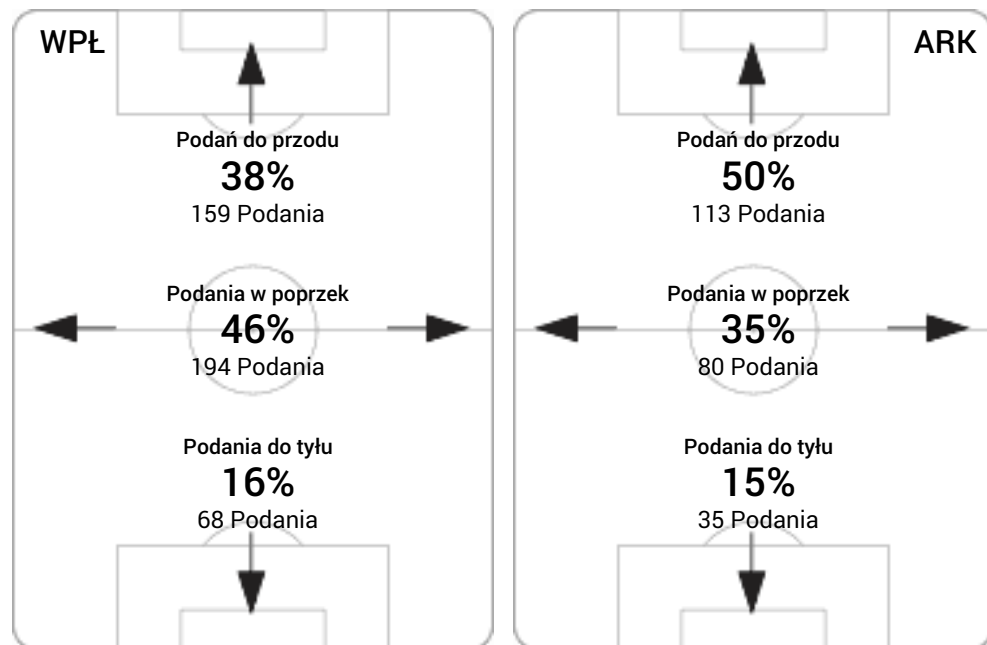 WPŁ
Podań do przodu
38%
159 Podania
Podania w poprzek
46%
194 Podania
Podania do tyłu
16%
68 Podania
ARK
Podań do przodu
50%
113 Podania
Podania w poprzek
35%
80 Podania
Podania do tyłu
15%
35 Podania